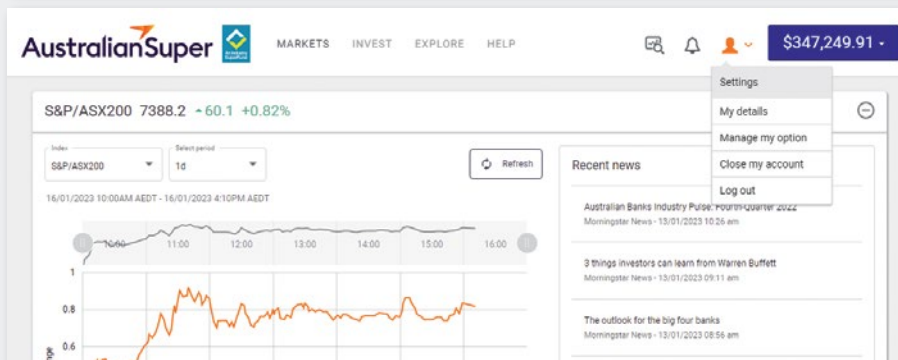 AustralianSuper
MARKETS INVEST EXPLORE HELP
$347,249.91
Settings
My details
Manage my option
Close my account
Log out
S&P/ASX200 7388.2 60.1 +0.82%
Index
S&P/ASX200
Select period
1d
Refresh
16/01/2023 10:00AM AEDT - 16/01/2023 4:10PM AEDT
10:00 11:00 12:00 13:00 14:00 15:00 16:00
1
0.8
0.6
Recent news
Australian Banks Industry Pulse: Fourth-Quarter 2022
Morningstar News - 13/01/2023 10:26 am
3 things investors can learn from Warren Buffett
Morningstar News - 13/01/2023 09:11 am
The outlook for the big four banks
Morningstar News - 13/01/2023 08:56 am